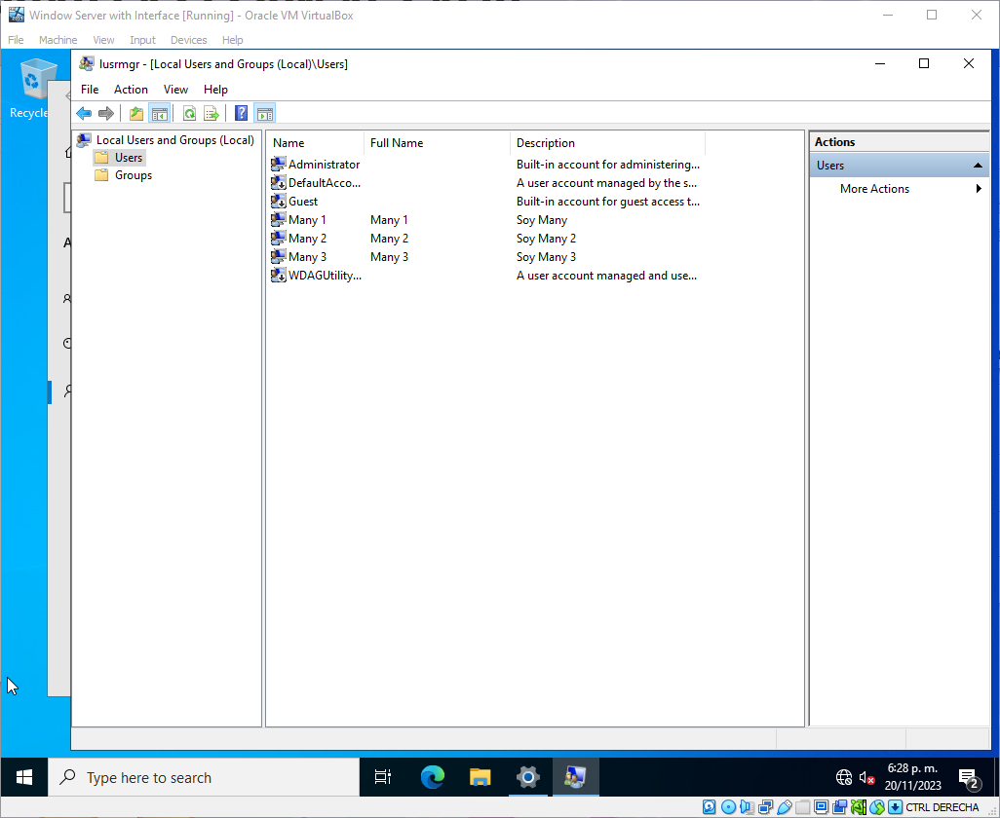 Window Server with Interface [Running] - Oracle VM VirtualBox
File Machine View Input Devices Help
Recycle
lusrmgr - [Local Users and Groups (Local)\Users]
File Action View Help
Local Users and Groups (Local)
Users
Groups
Name Full Name Description
Administrator Built-in account for administering...
DefaultAcco... A user account managed by the s...
Guest Built-in account for guest access t...
Many 1 Many 1 Soy Many
Many 2 Many 2 Soy Many 2
Many 3 Many 3 Soy Many 3
WDAGUtility... A user account managed and use...
Actions
Users
More Actions
Type here to search
6:28 p. m.
20/11/2023
2
CTRL DERECHA